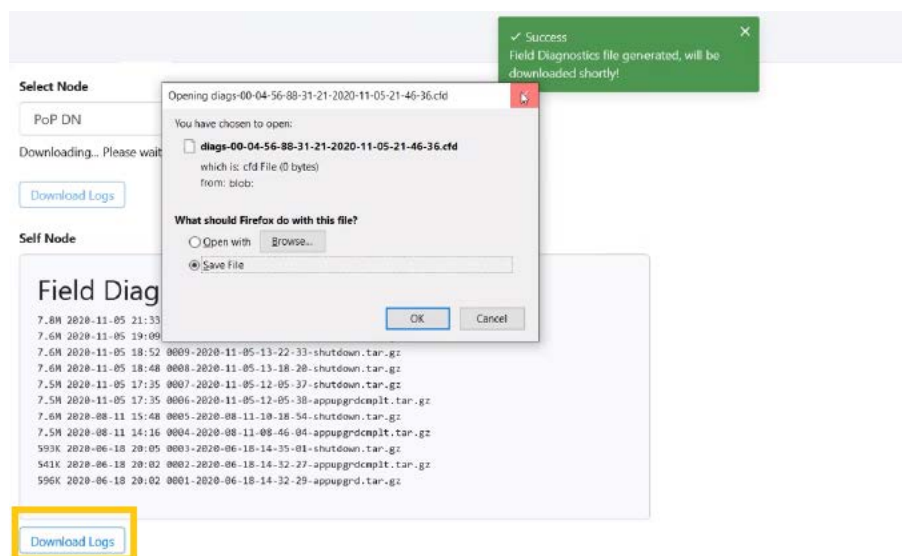 ✓ Success
Field Diagnostics file generated, will be
downloaded shortly!
Select Node
PoP DN
Downloading... Please wait
Download Logs
Opening diags-00-04-56-88-31-21-2020-11-05-21-46-36.cfd
You have chosen to open:
diags-00-04-56-88-31-21-2020-11-05-21-46-36.cfd
which is: cfd File (0 bytes)
from: blob:
What should Firefox do with this file?
Open with Browse...
Save File
OK Cancel
Self Node
Field Diag
7.8M 2020-11-05 21:33
7.6M 2020-11-05 19:09
7.6M 2020-11-05 18:52 0009-2020-11-05-13-22-33-shutdown.tar.gz
7.6M 2020-11-05 18:48 0008-2020-11-05-13-18-20-shutdown.tar.gz
7.5M 2020-11-05 17:35 0007-2020-11-05-12-05-37-shutdown.tar.gz
7.5M 2020-11-05 17:35 0006-2020-11-05-12-05-38-appupgrdcmplt.tar.gz
7.6M 2020-08-11 15:48 0005-2020-08-11-10-18-54-shutdown.tar.gz
7.5M 2020-08-11 14:16 0004-2020-08-11-08-46-04-appupgrdcmplt.tar.gz
593K 2020-06-18 20:05 0003-2020-06-18-14-35-01-shutdown.tar.gz
541K 2020-06-18 20:02 0002-2020-06-18-14-32-27-appupgrdcmplt.tar.gz
596K 2020-06-18 20:02 0001-2020-06-18-14-32-29-appupgrd.tar.gz
Download Logs